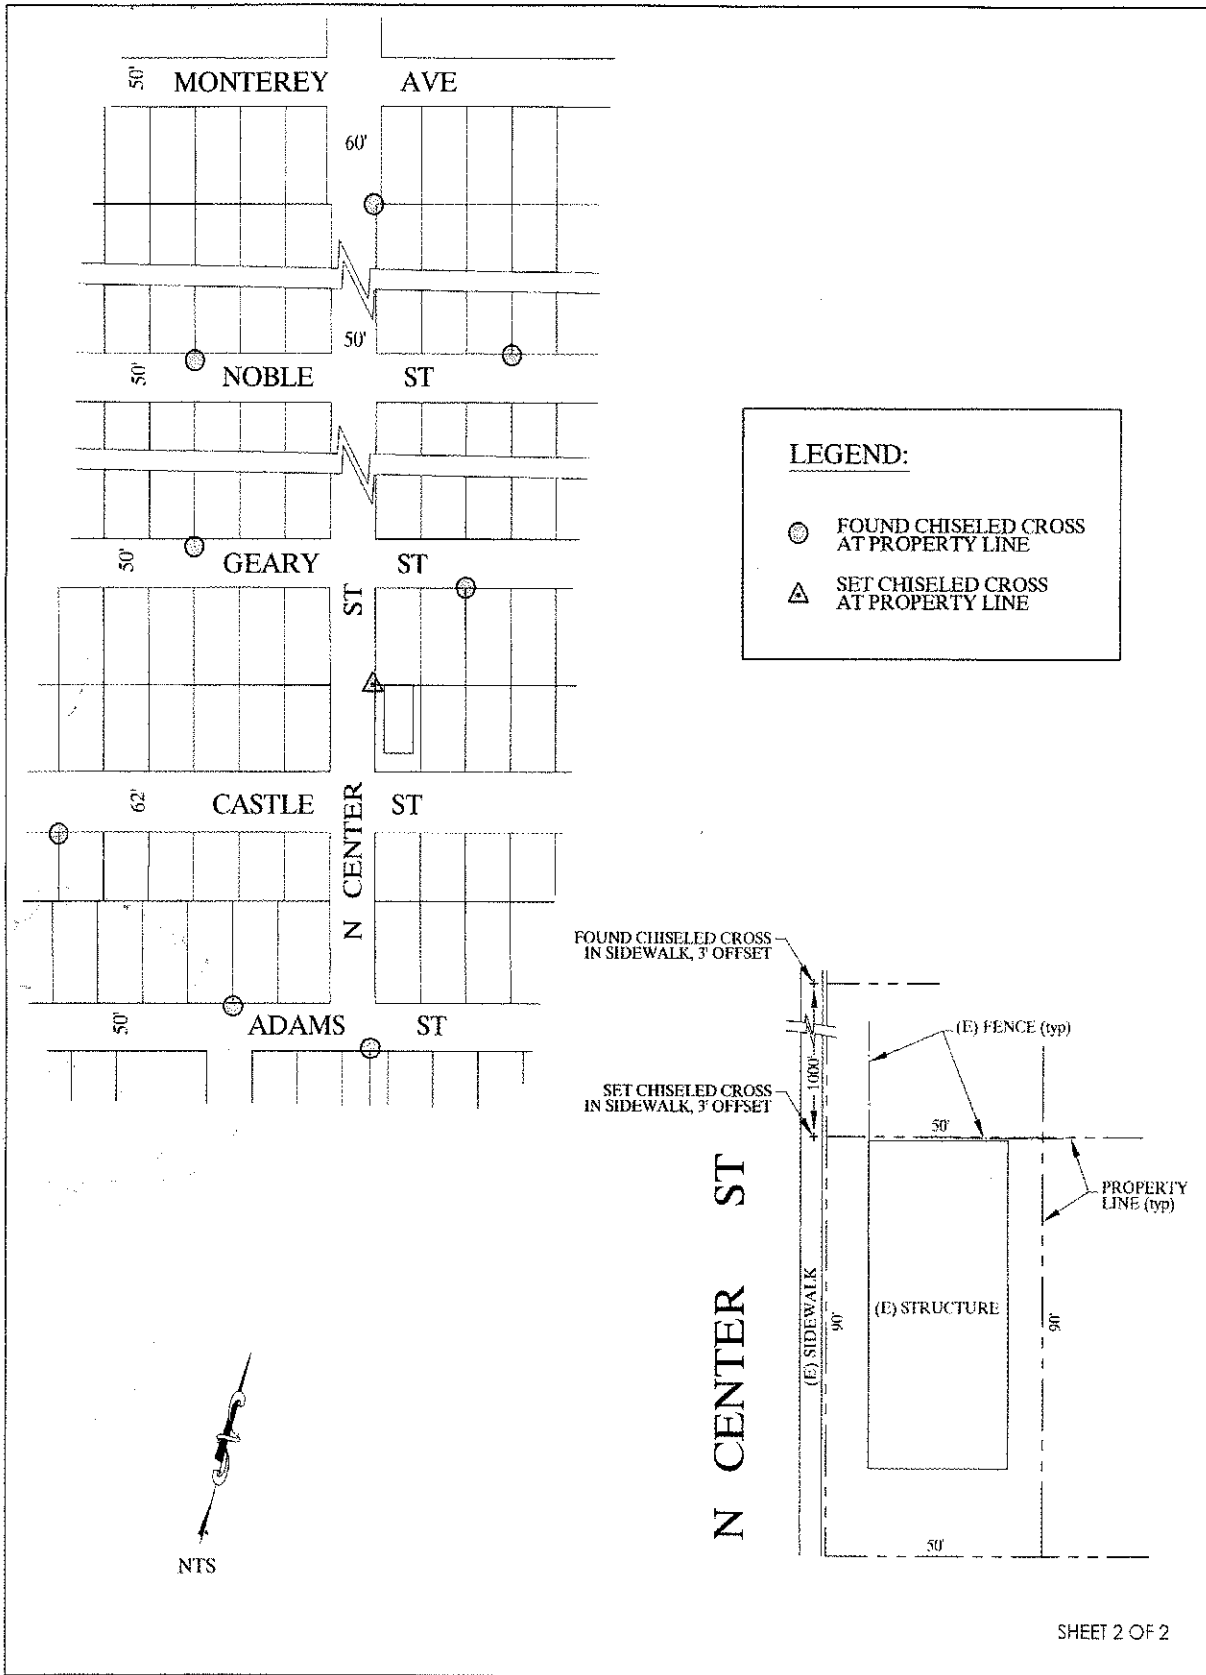 50'
MONTEREY AVE
60'
50'
50'
NOBLE ST
50'
GEARY ST
N CENTER ST
62'
CASTLE ST
50'
ADAMS ST
LEGEND:
FOUND CHISELED CROSS
AT PROPERTY LINE
SET CHISELED CROSS
AT PROPERTY LINE
FOUND CHISELED CROSS
IN SIDEWALK, 3' OFFSET
(E) FENCE (typ)
1000'
SET CHISELED CROSS
IN SIDEWALK, 3' OFFSET
50'
PROPERTY
LINE (typ)
N CENTER ST
(E) SIDEWALK
90'
(E) STRUCTURE
90'
50'
NTS
SHEET 2 OF 2